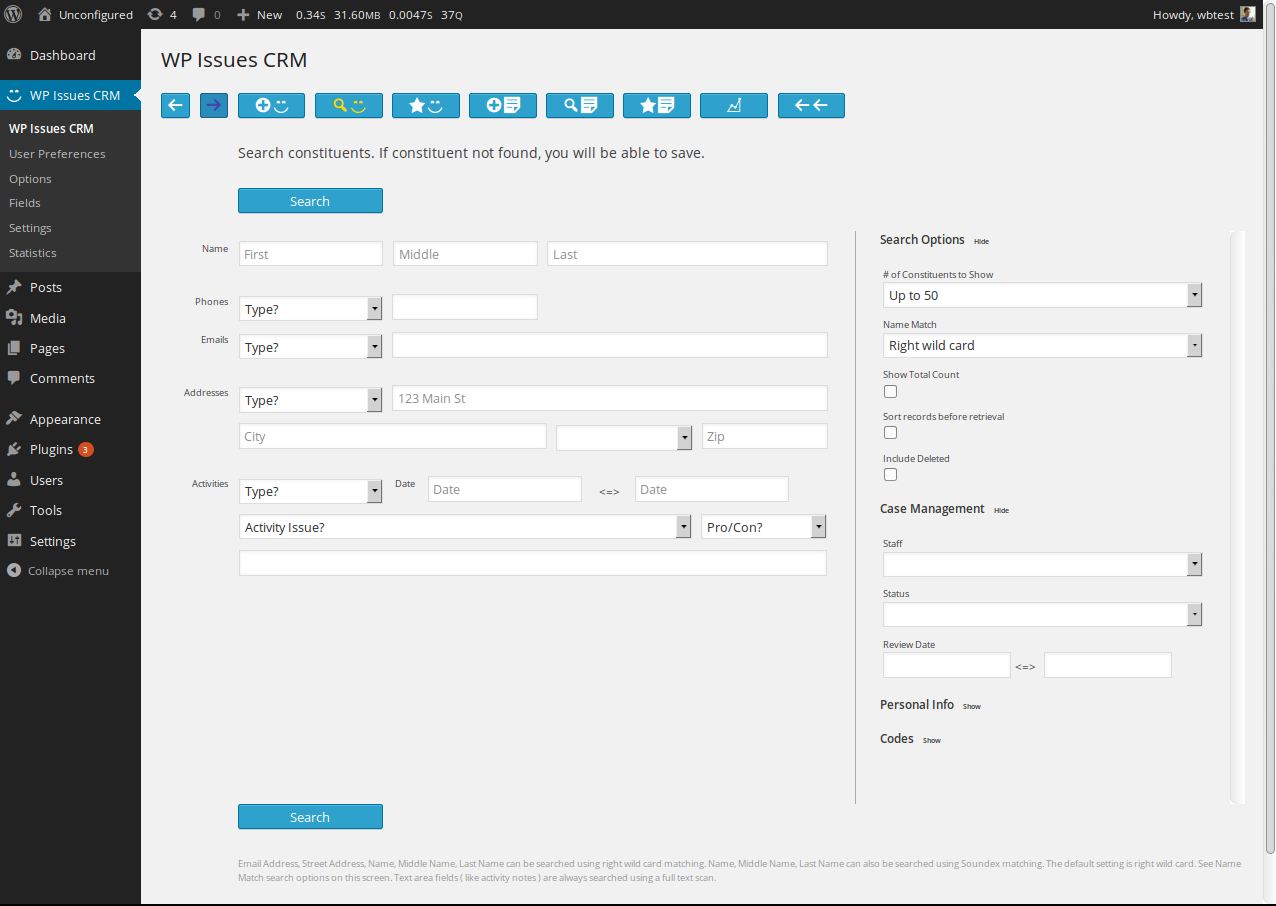 Unconfigured 4 0 New 0.34S 31.60MB 0.0047S 37Q Howdy, wbtest
Dashboard
WP Issues CRM
WP Issues CRM
User Preferences
Options
Fields
Settings
Statistics
Posts
Media
Pages
Comments
Appearance
Plugins 3
Users
Tools
Settings
Collapse menu
WP Issues CRM
Search constituents. If constituent not found, you will be able to save.
Search
Name First Middle Last
Phones Type?
Emails Type?
Addresses Type? 123 Main St
City Zip
Activities Type? Date Date <=> Date
Activity Issue? Pro/Con?
Search Options Hide
# of Constituents to Show
Up to 50
Name Match
Right wild card
Show Total Count
Sort records before retrieval
Include Deleted
Case Management Hide
Staff
Status
Review Date
<=>
Personal Info Show
Codes Show
Search
Email Address, Street Address, Name, Middle Name, Last Name can be searched using right wild card matching. Name, Middle Name, Last Name can also be searched using Soundex matching. The default setting is right wild card. See Name
Match search options on this screen. Text area fields ( like activity notes ) are always searched using a full text scan.